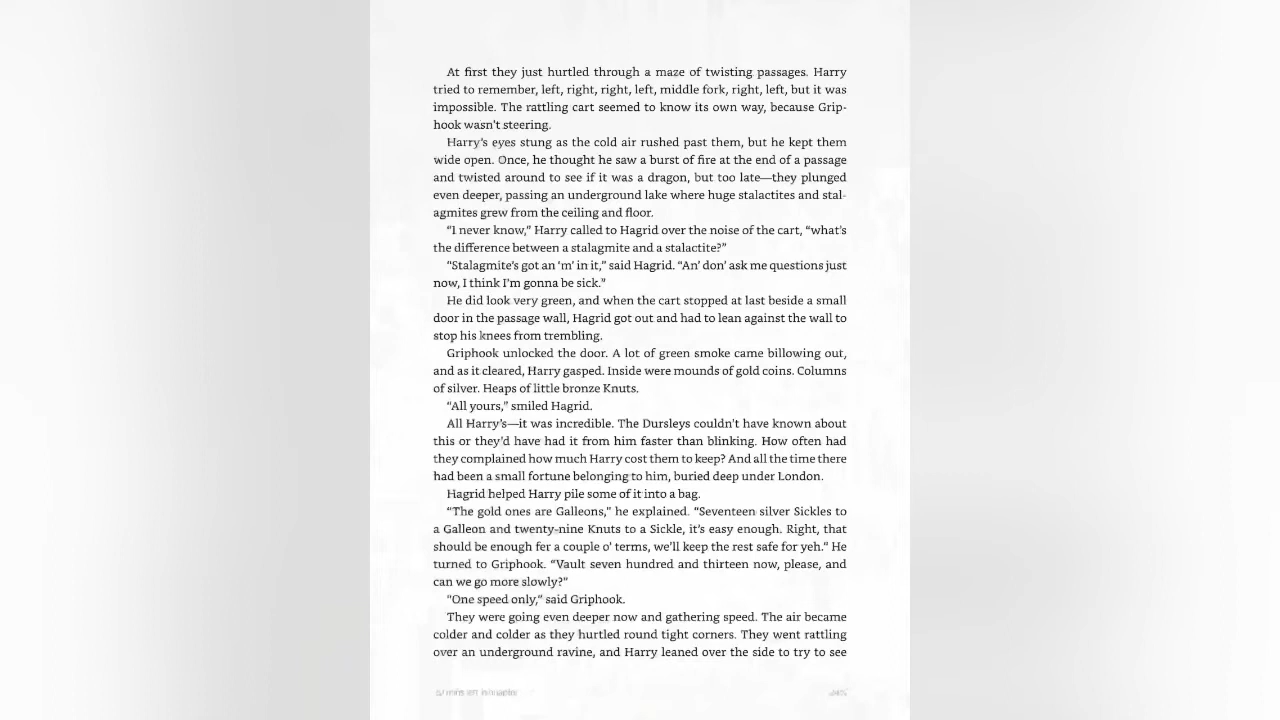 At first they just hurtled through a maze of twisting passages. Harry
tried to remember, left, right, right, left, middle fork, right, left, but it was
impossible. The rattling cart seemed to know its own way, because Grip-
hook wasn't steering.
Harry's eyes stung as the cold air rushed past them, but he kept them
wide open. Once, he thought he saw a burst of fire at the end of a passage
and twisted around to see if it was a dragon, but too late—they plunged
even deeper, passing an underground lake where huge stalactites and stal-
agmites grew from the ceiling and floor.
“I never know,” Harry called to Hagrid over the noise of the cart, “what's
the difference between a stalagmite and a stalactite?”
“Stalagmite's got an ‘m’ in it,” said Hagrid. “An’ don’ ask me questions just
now, I think I'm gonna be sick.”
He did look very green, and when the cart stopped at last beside a small
door in the passage wall, Hagrid got out and had to lean against the wall to
stop his knees from trembling.
Griphook unlocked the door. A lot of green smoke came billowing out,
and as it cleared, Harry gasped. Inside were mounds of gold coins. Columns
of silver. Heaps of little bronze Knuts.
“All yours,” smiled Hagrid.
All Harry's—it was incredible. The Dursleys couldn't have known about
this or they'd have had it from him faster than blinking. How often had
they complained how much Harry cost them to keep? And all the time there
had been a small fortune belonging to him, buried deep under London.
Hagrid helped Harry pile some of it into a bag.
“The gold ones are Galleons,” he explained. “Seventeen silver Sickles to
a Galleon and twenty-nine Knuts to a Sickle, it's easy enough. Right, that
should be enough fer a couple o’ terms, we'll keep the rest safe for yeh.” He
turned to Griphook. “Vault seven hundred and thirteen now, please, and
can we go more slowly?”
“One speed only,” said Griphook.
They were going even deeper now and gathering speed. The air became
colder and colder as they hurtled round tight corners. They went rattling
over an underground ravine, and Harry leaned over the side to try to see